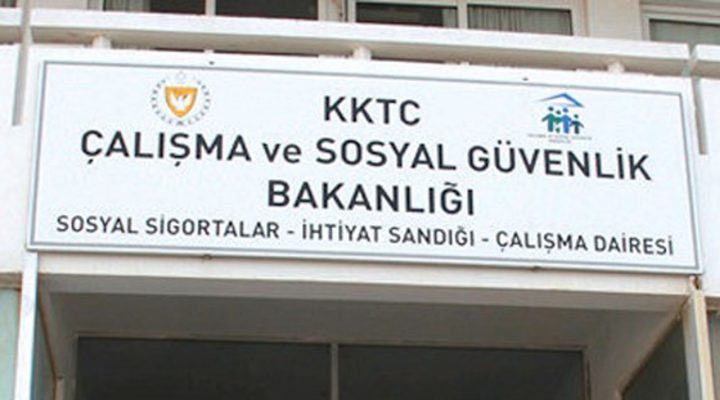 KKTC
ÇALIŞMA ve SOSYAL GÜVENLİK
BAKANLIĞI
SOSYAL SİGORTALAR - İHTİYAT SANDIĞI - ÇALIŞMA DAİRESİ